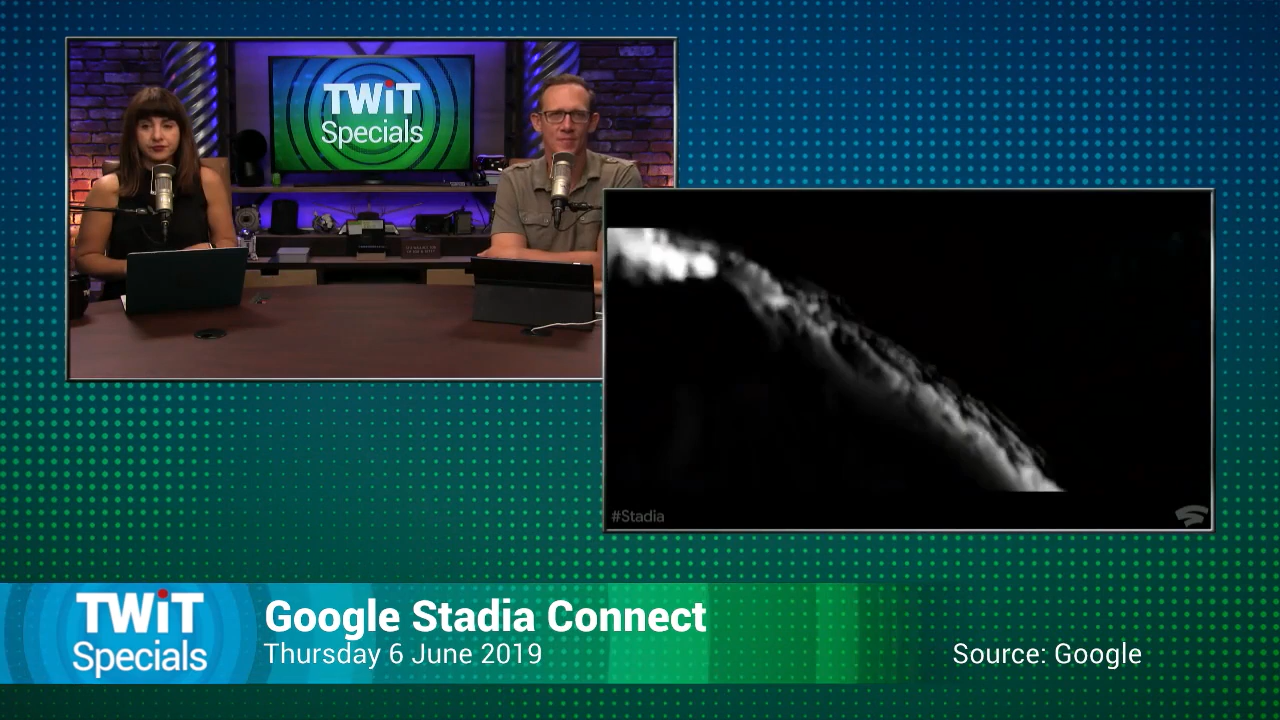 TWiT
Specials
#Stadia
TWiT
Specials
Google Stadia Connect
Thursday 6 June 2019
Source: Google